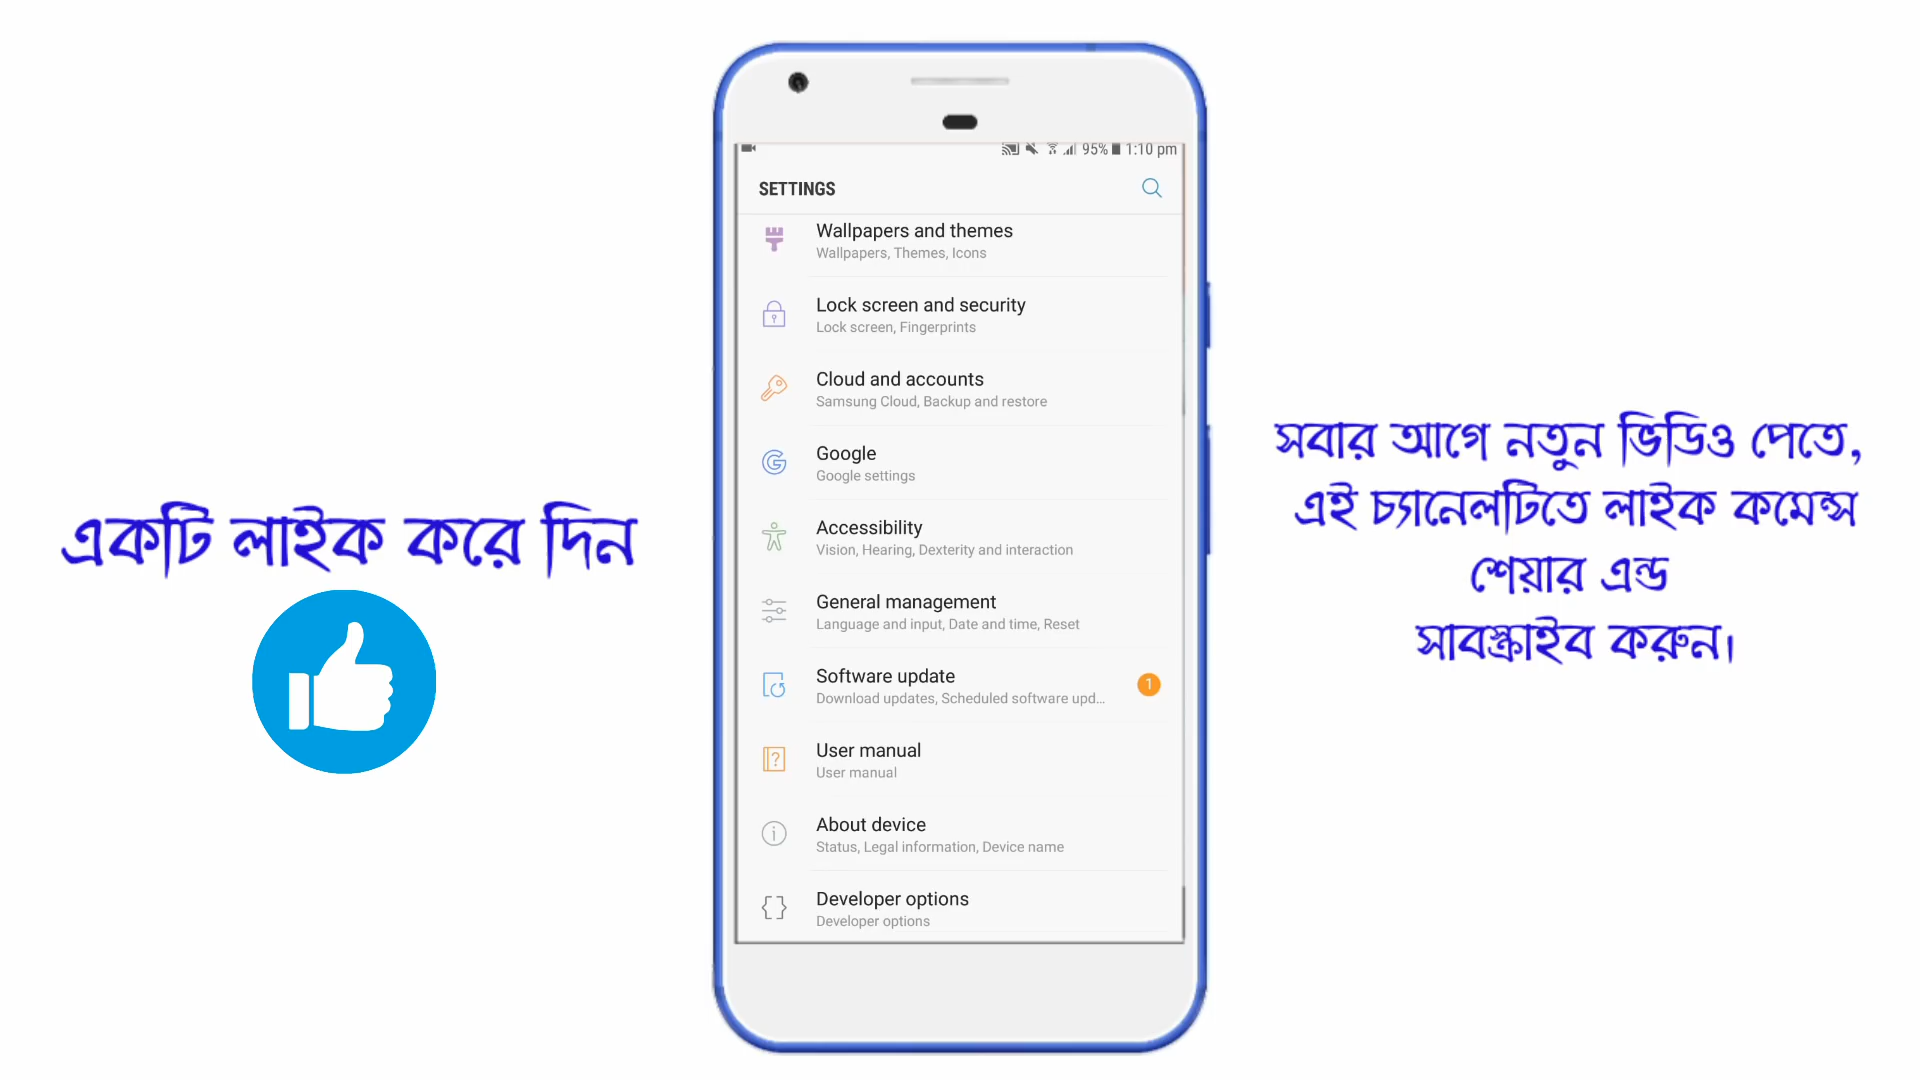 95% 1:10 pm
SETTINGS
Wallpapers and themes
Wallpapers, Themes, Icons
Lock screen and security
Lock screen, Fingerprints
Cloud and accounts
Samsung Cloud, Backup and restore
Google
Google settings
Accessibility
Vision, Hearing, Dexterity and interaction
General management
Language and input, Date and time, Reset
Software update
Download updates, Scheduled software upd...
1
User manual
User manual
About device
Status, Legal information, Device name
Developer options
Developer options
একটি লাইক করে দিন
সবার আগে নতুন ভিডিও পেতে,
এই চ্যানেলটিতে লাইক কমেন্স
শেয়ার এন্ড
সাবস্ক্রাইব করুন।